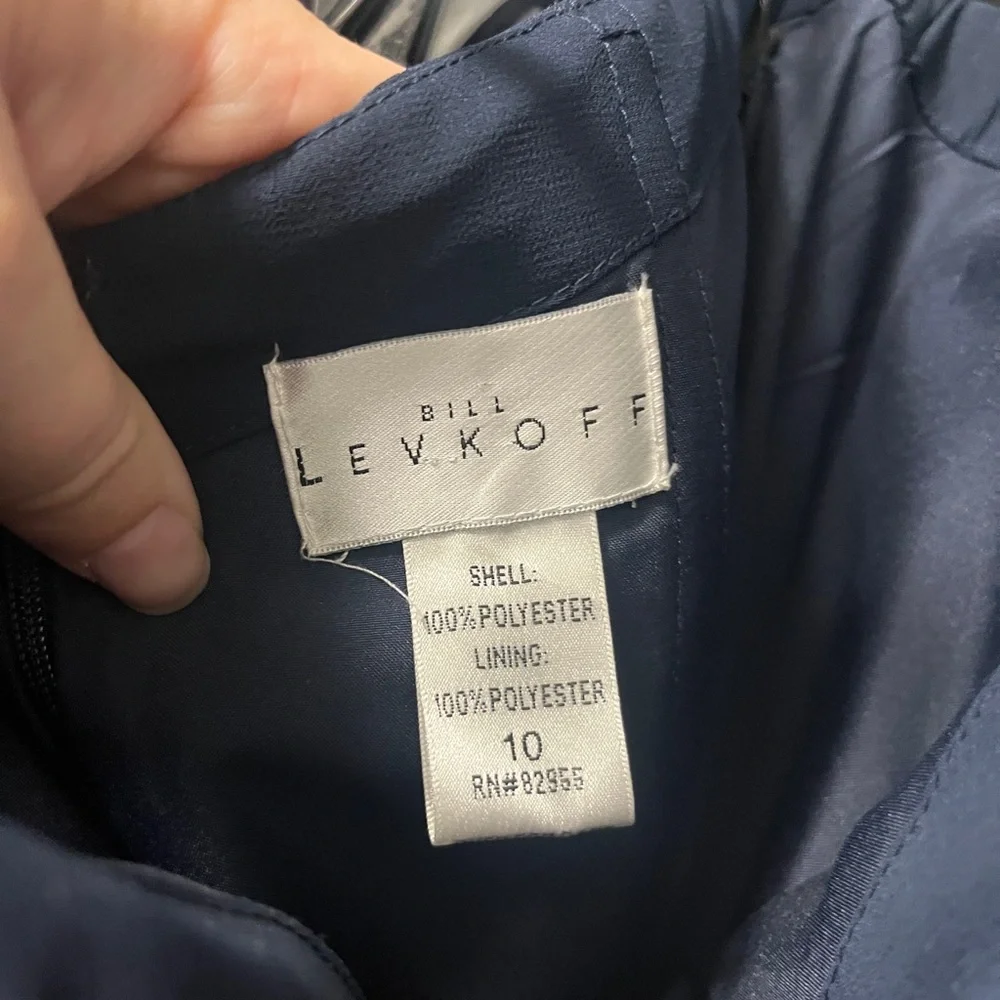 BILL
LEVKOFF
SHELL:
100%POLYESTER
LINING:
100%POLYESTER
10
RN#82955